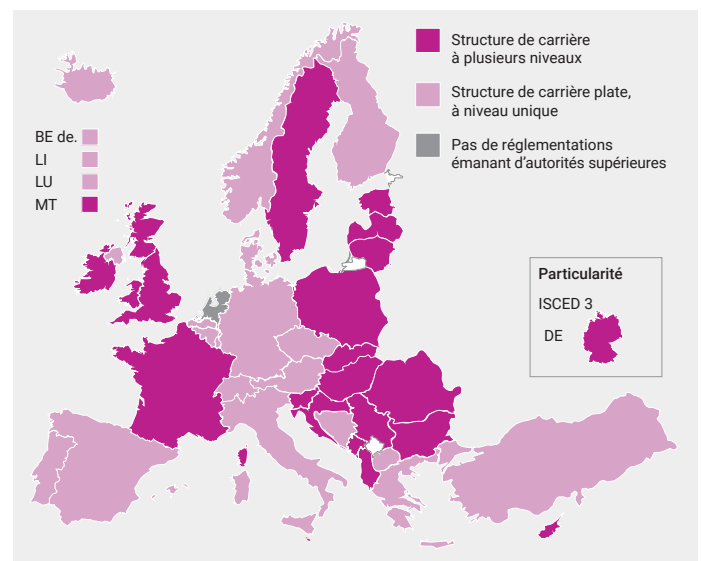 Structure de carrière
à plusieurs niveaux
Structure de carrière plate,
à niveau unique
Pas de réglementations
émanant d’autorités supérieures
BE de.
LI
LU
MT
Particularité
ISCED 3
DE